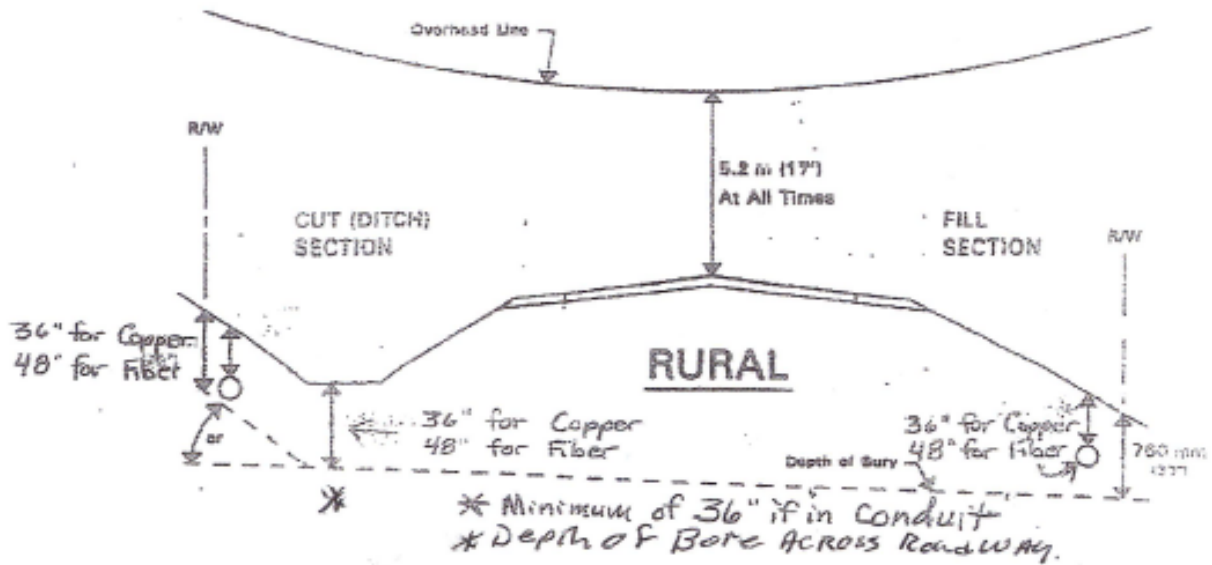 Overhead Line
R/W
5.2 m (17')
At All Times
CUT (DITCH)
SECTION
FILL
SECTION
R/W
36" for Copper
48" for Fiber
or
RURAL
36" for Copper
48" for Fiber
36" for Copper
48" for Fiber
760 mm
Depth of Bury
* Minimum of 36" if in Conduit
* Depth of Bore ACROSS RoadWAY.